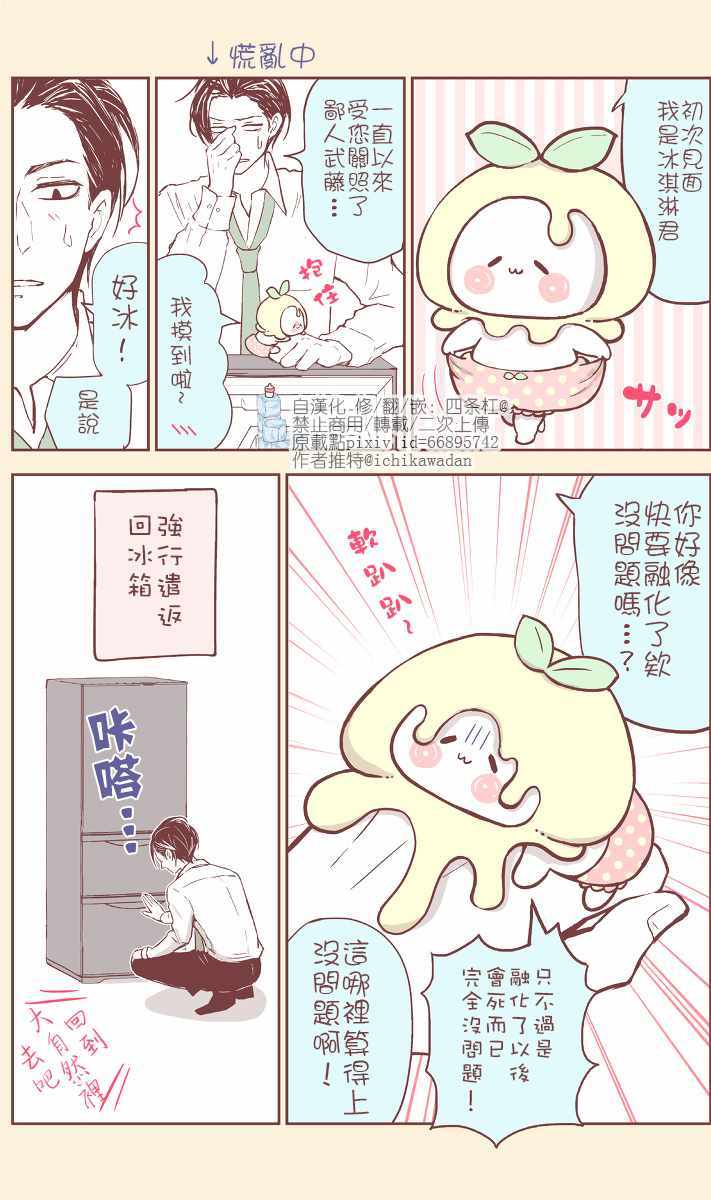 ↓慌亂中
初次見面
我是冰淇淋君
サッ
一直以來
受您關照了
鄙人武藤…
抱住
我摸到啦~
好冰！
是說
自漢化-修/翻/嵌：四条杠@
禁止商用/轉載/二次上傳
原載點pixiv,id=66895742
作者推特@ichikawadan
你好像
快要融化了欸
沒問題嗎…？
軟趴趴~
只不過是
融化了以後
會死而已
完全沒問題！
這哪裡算得上
沒問題啊！
強行遣返
回冰箱
咔嗒…
回到
大自然裡
去吧